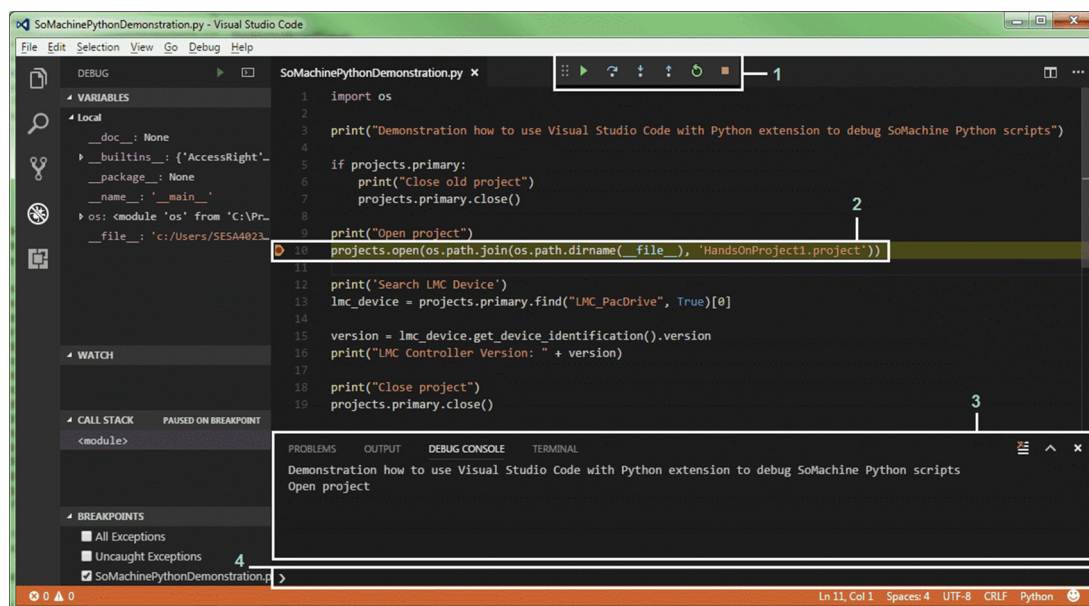 SoMachinePythonDemonstration.py - Visual Studio Code
File Edit Selection View Go Debug Help
DEBUG
VARIABLES
Local
__doc__: None
__builtins__: {'AccessRight'…
__package__: None
__name__: '__main__'
os: <module 'os' from 'C:\Pr…
__file__: 'c:/Users/SESA4023…
WATCH
CALL STACK PAUSED ON BREAKPOINT
<module>
BREAKPOINTS
All Exceptions
Uncaught Exceptions
SoMachinePythonDemonstration.p
SoMachinePythonDemonstration.py
1
1 import os
2
3 print("Demonstration how to use Visual Studio Code with Python extension to debug SoMachine Python scripts")
4
5 if projects.primary:
6 print("Close old project")
7 projects.primary.close()
8
9 print("Open project")
2
10 projects.open(os.path.join(os.path.dirname(__file__), 'HandsOnProject1.project'))
11
12 print('Search LMC Device')
13 lmc_device = projects.primary.find("LMC_PacDrive", True)[0]
14
15 version = lmc_device.get_device_identification().version
16 print("LMC Controller Version: " + version)
17
18 print("Close project")
19 projects.primary.close()
3
PROBLEMS OUTPUT DEBUG CONSOLE TERMINAL
Demonstration how to use Visual Studio Code with Python extension to debug SoMachine Python scripts
Open project
4
0 0 Ln 11, Col 1 Spaces: 4 UTF-8 CRLF Python